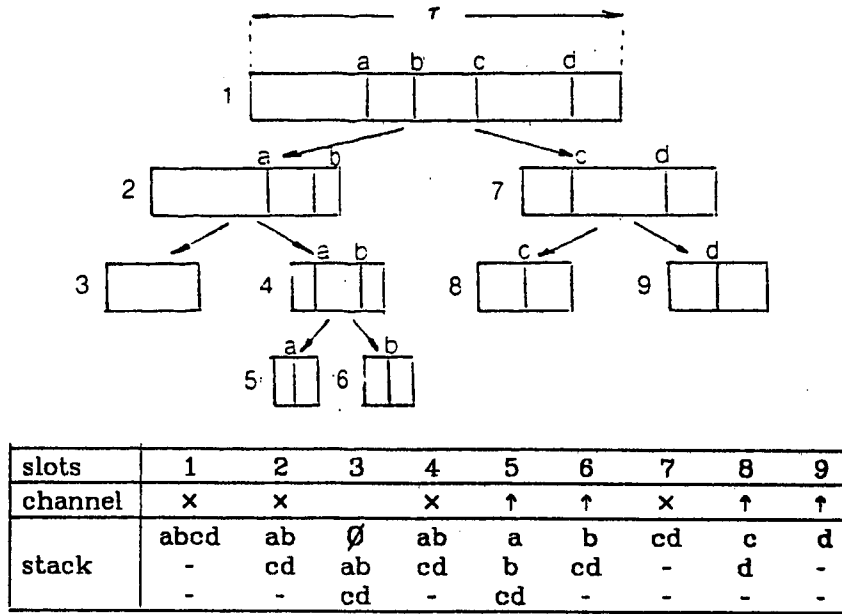 τ
a b c d
1
a b c d
2 7
a b c d
3 4 8 9
a b
5 6
slots 1 2 3 4 5 6 7 8 9
channel × × × ↑ ↑ × ↑ ↑
abcd ab Ø ab a b cd c d
stack - cd ab cd b cd - d -
- - cd - cd - - - -